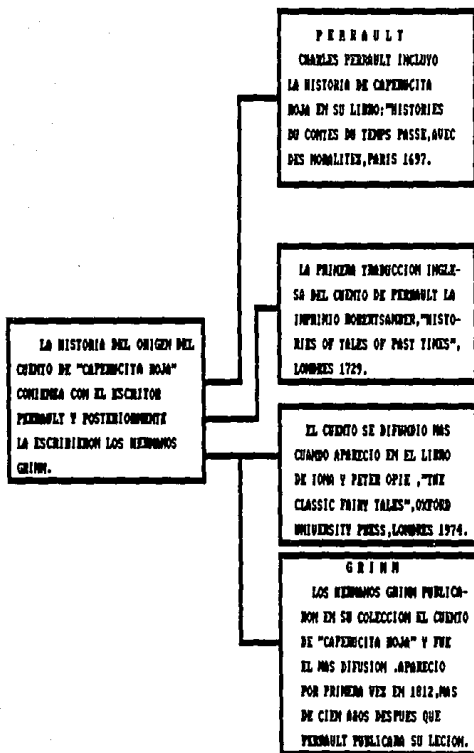 P E R R A U L T
CHARLES PERRAULT INCLUYO
LA HISTORIA DE CAPERUCITA
ROJA EN SU LIBRO;"HISTORIES
DU CONTES DU TEMPS PASSE,AVEC
DES MORALITEX,PARIS 1697.
LA PRIMERA TRADUCCION INGLE-
SA DEL CUENTO DE PERRAULT LA
IMPRIMIO ROBERTSAMBER,"HISTO-
RIES OF TALES OF PAST TIMES",
LONDRES 1729.
LA HISTORIA DEL ORIGEN DEL
CUENTO DE "CAPERUCITA ROJA"
COMIENZA CON EL ESCRITOR
PERRAULT Y POSTERIORMENTE
LA ESCRIBIERON LOS HERMANOS
GRIMM.
EL CUENTO SE DIFUNDIO MAS
CUANDO APARECIO EN EL LIBRO
DE IONA Y PETER OPIE ,"THE
CLASSIC FAIRY TALES",OXFORD
UNIVERSITY PRESS,LONDRES 1974.
G R I M M
LOS HERMANOS GRIMM PUBLICA-
RON EN SU COLECCION EL CUENTO
DE "CAPERUCITA ROJA" Y FUE
EL MAS DIFUSION .APARECIO
POR PRIMERA VEZ EN 1812,MAS
DE CIEN AÑOS DESPUES QUE
PERRAULT PUBLICARA SU LECION.